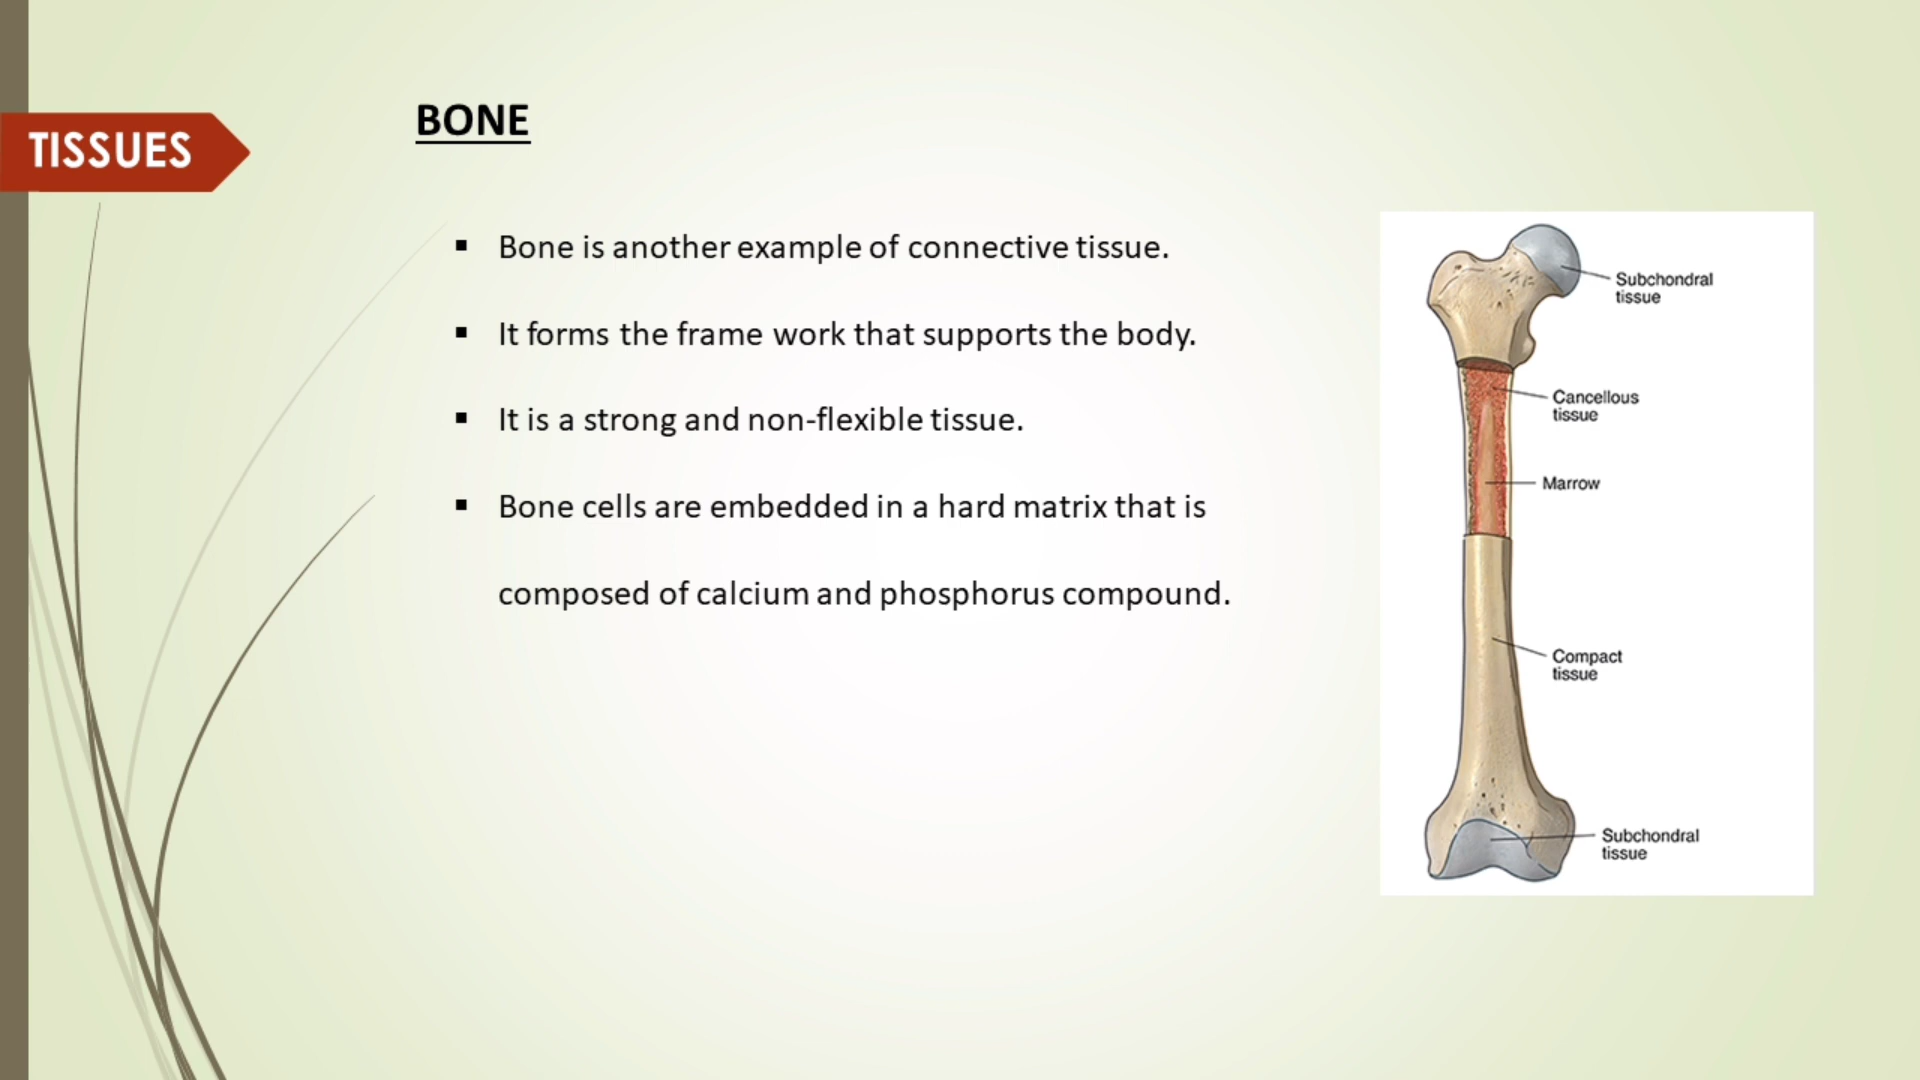 TISSUES
BONE
▪ Bone is another example of connective tissue.
▪ It forms the frame work that supports the body.
▪ It is a strong and non-flexible tissue.
▪ Bone cells are embedded in a hard matrix that is
composed of calcium and phosphorus compound.
Subchondral
tissue
Cancellous
tissue
Marrow
Compact
tissue
Subchondral
tissue